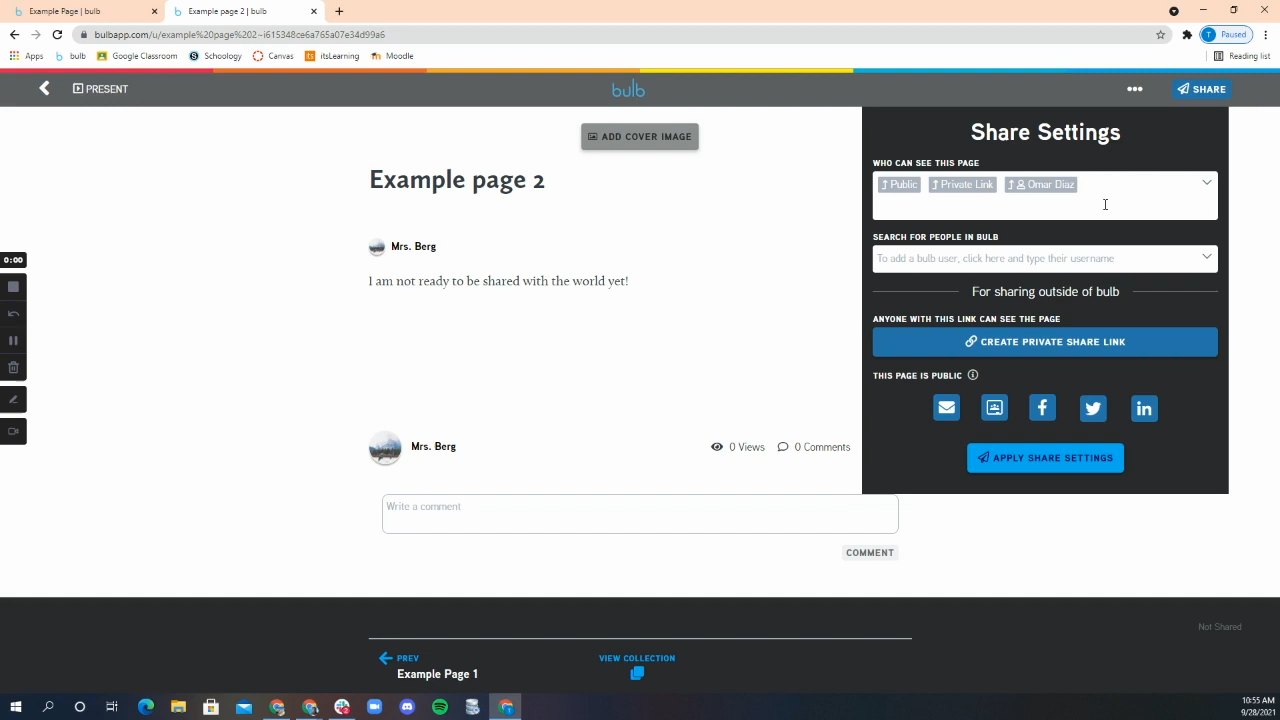 Example Page | bulb
Example page 2 | bulb
bulbapp.com/u/example%20page%202~i615348ce6a765a07e34d99a6
T Paused
Apps bulb Google Classroom Schoology Canvas its itsLearning Moodle Reading list
PRESENT bulb SHARE
ADD COVER IMAGE
Example page 2
Mrs. Berg
I am not ready to be shared with the world yet!
Mrs. Berg
0 Views 0 Comments
Write a comment
COMMENT
Share Settings
WHO CAN SEE THIS PAGE
Public Private Link Omar Diaz
SEARCH FOR PEOPLE IN BULB
To add a bulb user, click here and type their username
For sharing outside of bulb
ANYONE WITH THIS LINK CAN SEE THE PAGE
CREATE PRIVATE SHARE LINK
THIS PAGE IS PUBLIC
APPLY SHARE SETTINGS
0:00
Not Shared
PREV
Example Page 1
VIEW COLLECTION
10:55 AM
9/28/2021